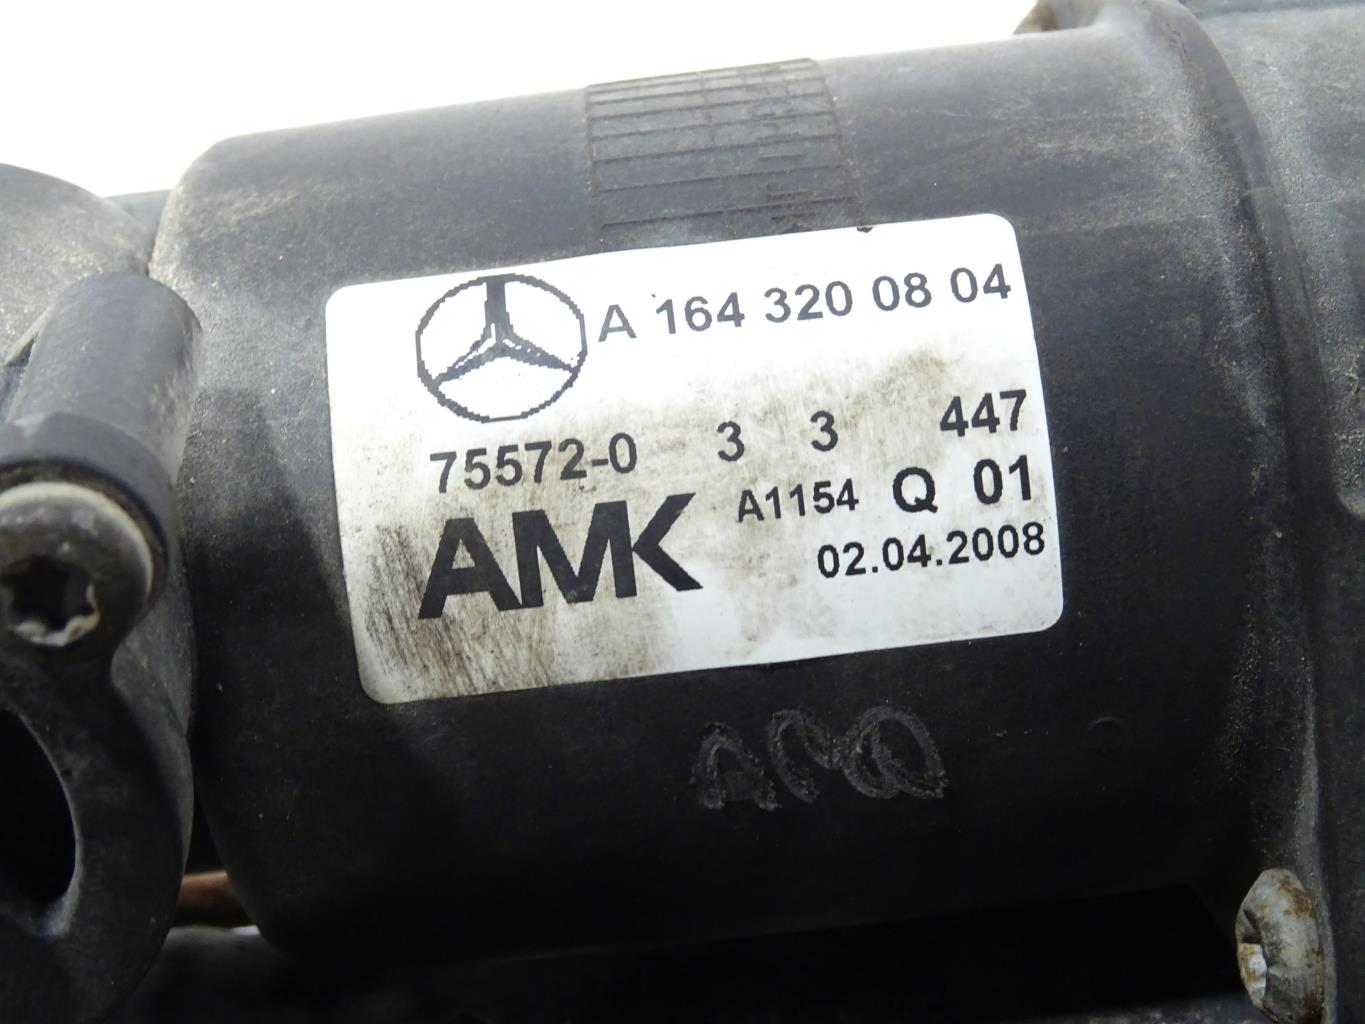 A 164 320 08 04
75572-0 3 3 447
AMK A1154 Q 01
02.04.2008